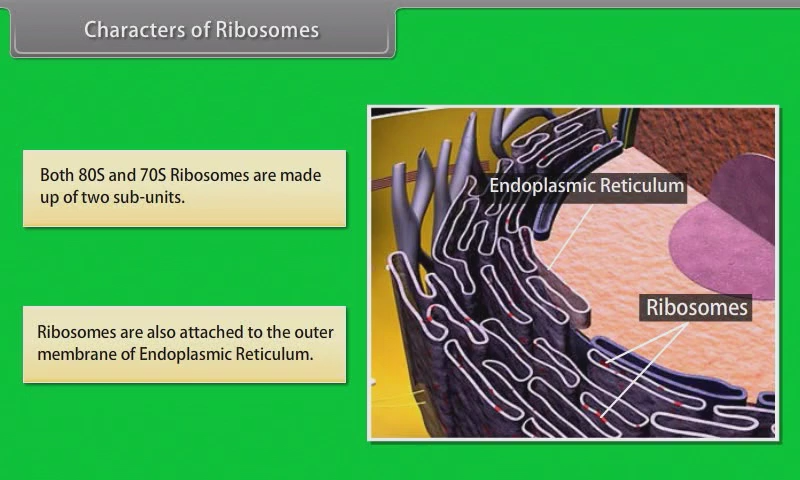 Characters of Ribosomes
Both 80S and 70S Ribosomes are made
up of two sub-units.
Ribosomes are also attached to the outer
membrane of Endoplasmic Reticulum.
Endoplasmic Reticulum
Ribosomes